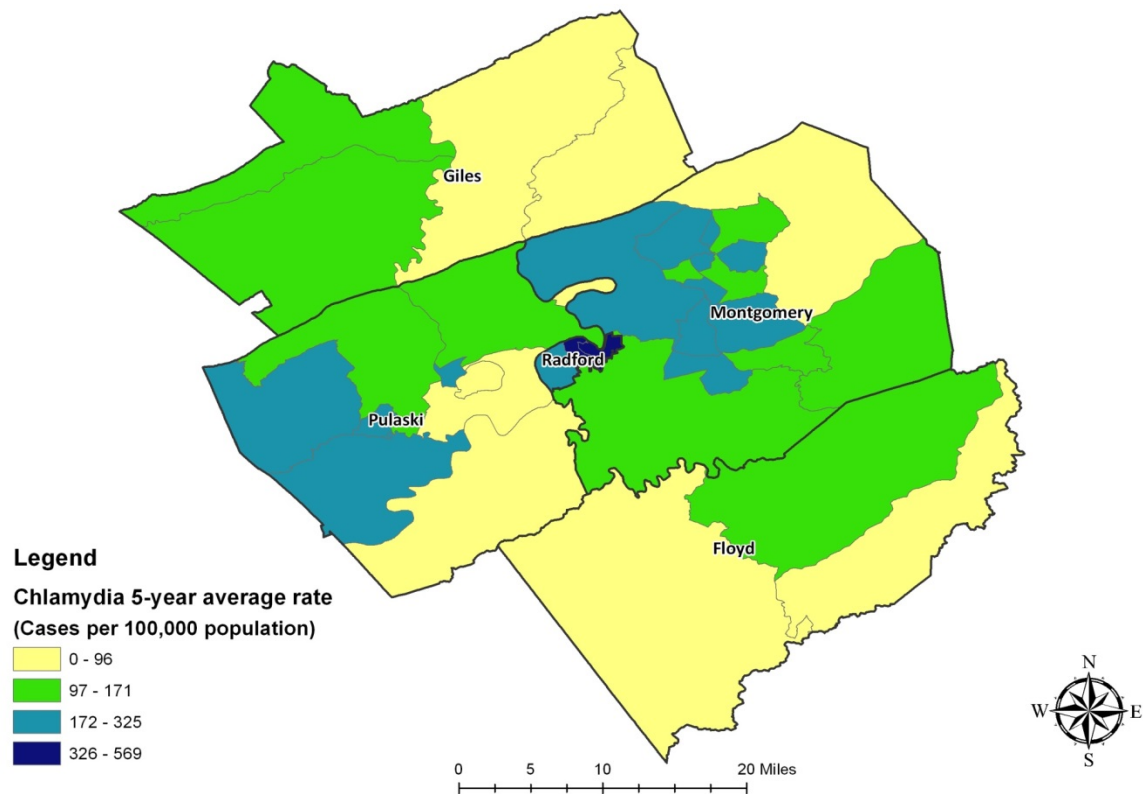 Giles
Montgomery
Radford
Pulaski
Floyd
Legend
Chlamydia 5-year average rate
(Cases per 100,000 population)
0 - 96
97 - 171
172 - 325
326 - 569
0 5 10 20 Miles
N
W E
S